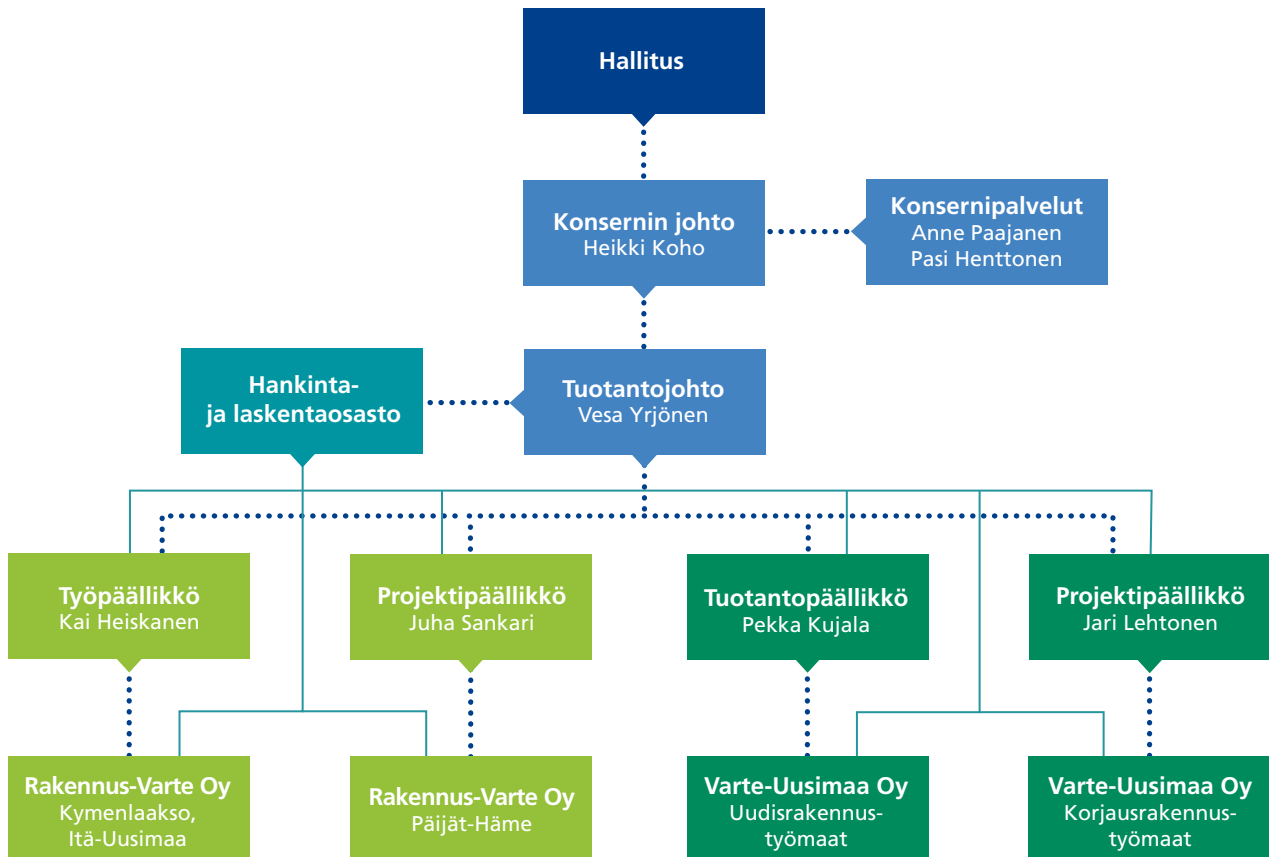 Hallitus
Konsernin johto
Heikki Koho
Konsernipalvelut
Anne Paajanen
Pasi Henttonen
Hankinta-
ja laskentaosasto
Tuotantojohto
Vesa Yrjönen
Työpäällikkö
Kai Heiskanen
Projektipäällikkö
Juha Sankari
Tuotantopäällikkö
Pekka Kujala
Projektipäällikkö
Jari Lehtonen
Rakennus-Varte Oy
Kymenlaakso,
Itä-Uusimaa
Rakennus-Varte Oy
Päijät-Häme
Varte-Uusimaa Oy
Uudisrakennus-
työmaat
Varte-Uusimaa Oy
Korjausrakennus-
työmaat